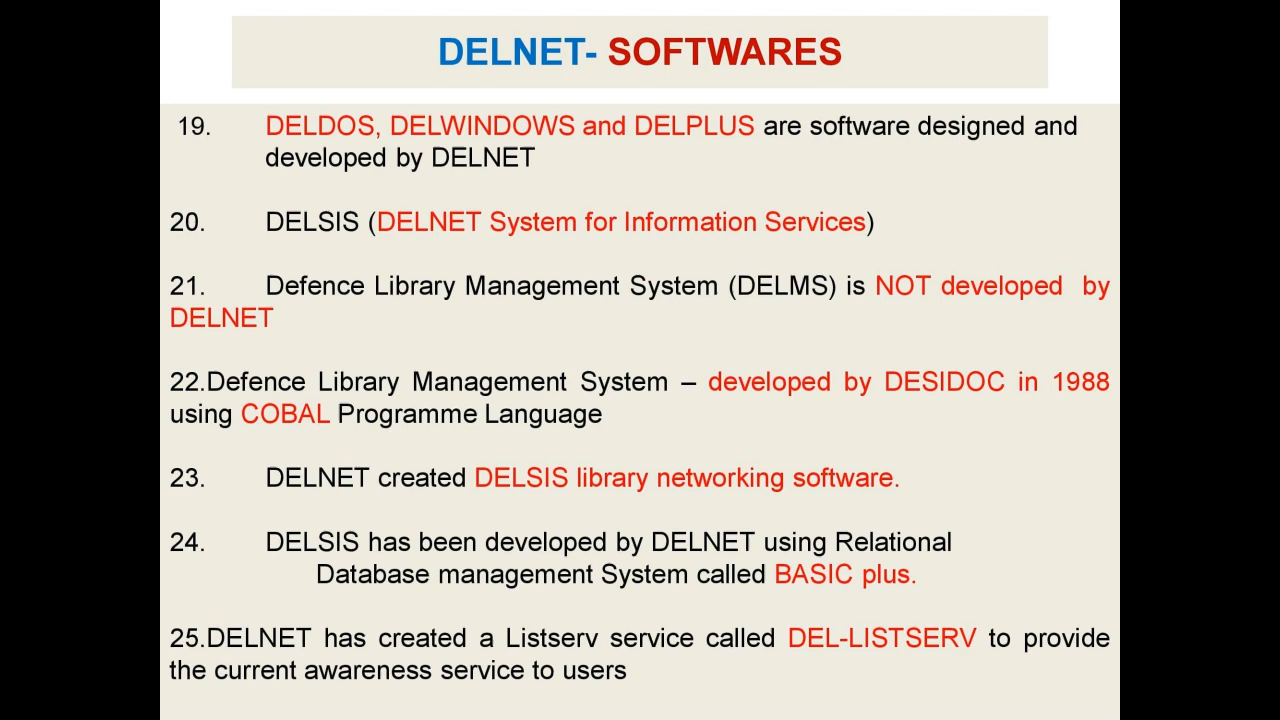 DELNET- SOFTWARES
19. DELDOS, DELWINDOWS and DELPLUS are software designed and
developed by DELNET
20. DELSIS (DELNET System for Information Services)
21. Defence Library Management System (DELMS) is NOT developed by
DELNET
22.Defence Library Management System – developed by DESIDOC in 1988
using COBAL Programme Language
23. DELNET created DELSIS library networking software.
24. DELSIS has been developed by DELNET using Relational
Database management System called BASIC plus.
25.DELNET has created a Listserv service called DEL-LISTSERV to provide
the current awareness service to users